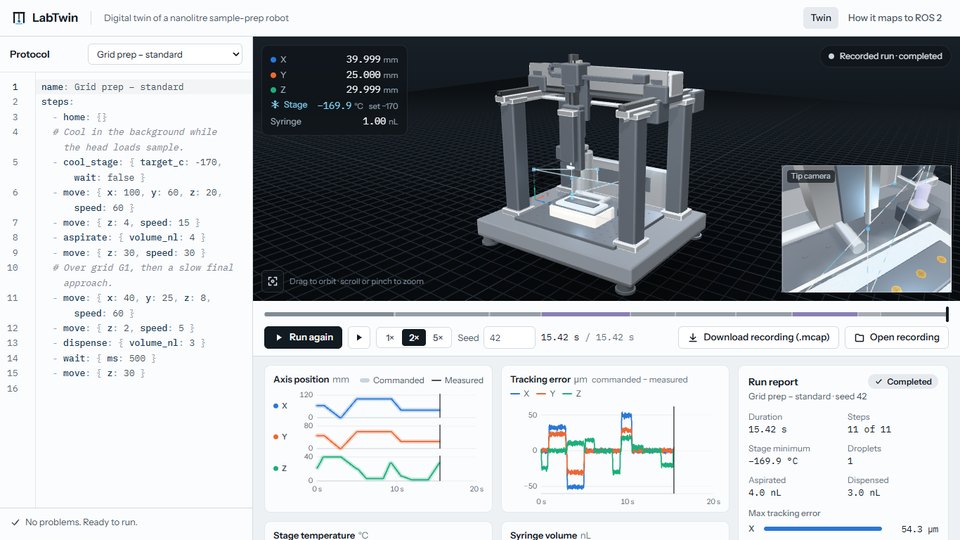 LabTwin
Digital twin of a nanolitre sample-prep robot
Twin
How it maps to ROS 2
Protocol
Grid prep – standard
1 name: Grid prep – standard
2 steps:
3 - home: {}
4 # Cool in the background while
the head loads sample.
5 - cool_stage: { target_c: -170,
wait: false }
6 - move: { x: 100, y: 60, z: 20,
speed: 60 }
7 - move: { z: 4, speed: 15 }
8 - aspirate: { volume_nl: 4 }
9 - move: { z: 30, speed: 30 }
10 # Over grid G1, then a slow final
approach.
11 - move: { x: 40, y: 25, z: 8,
speed: 60 }
12 - move: { z: 2, speed: 5 }
13 - dispense: { volume_nl: 3 }
14 - wait: { ms: 500 }
15 - move: { z: 30 }
16
No problems. Ready to run.
X 39.999 mm
Y 25.000 mm
Z 29.999 mm
Stage −169.9 °C set −170
Syringe 1.00 nL
Recorded run · completed
Tip camera
Drag to orbit · scroll or pinch to zoom
Run again
1×
2×
5×
Seed
42
15.42 s / 15.42 s
Download recording (.mcap)
Open recording
Axis position mm
Commanded
Measured
X
120
0
Y
80
0
Z
40
0
0 s
10 s
20 s
Tracking error µm commanded − measured
X
Y
Z
50
0
−50
0 s
10 s
20 s
Run report
Completed
Grid prep – standard · seed 42
Duration
15.42 s
Steps
11 of 11
Stage minimum
−169.9 °C
Droplets
1
Aspirated
4.0 nL
Dispensed
3.0 nL
Max tracking error
X
54.3 µm
Stage temperature °C
Syringe volume nL